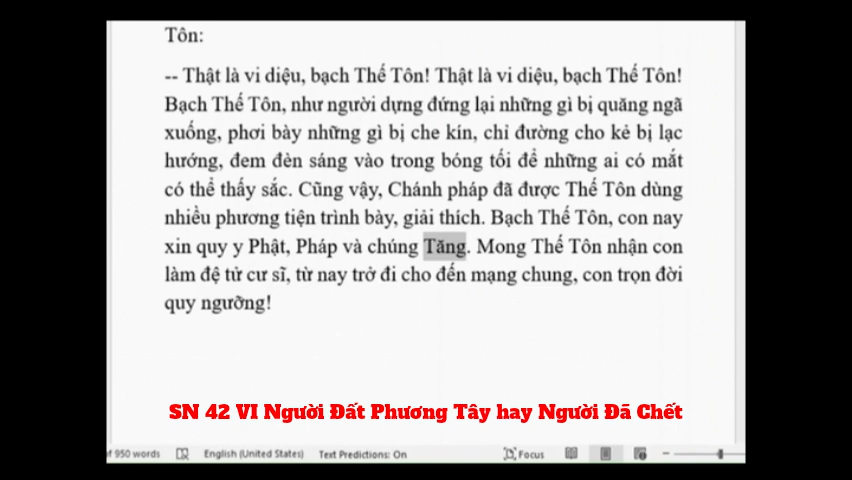 Tôn:
-- Thật là vi diệu, bạch Thế Tôn! Thật là vi diệu, bạch Thế Tôn!
Bạch Thế Tôn, như người dựng đứng lại những gì bị quăng ngã
xuống, phơi bày những gì bị che kín, chỉ đường cho kẻ bị lạc
hướng, đem đèn sáng vào trong bóng tối để những ai có mắt
có thể thấy sắc. Cũng vậy, Chánh pháp đã được Thế Tôn dùng
nhiều phương tiện trình bày, giải thích. Bạch Thế Tôn, con nay
xin quy y Phật, Pháp và chúng Tăng. Mong Thế Tôn nhận con
làm đệ tử cư sĩ, từ nay trở đi cho đến mạng chung, con trọn đời
quy ngưỡng!
SN 42 VI Người Đất Phương Tây hay Người Đã Chết
of 950 words English (United States) Text Predictions: On Focus